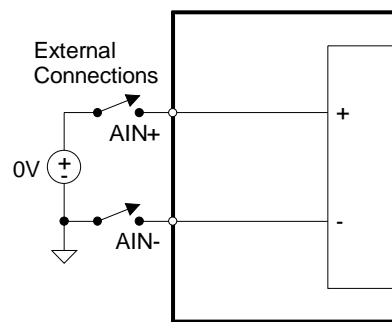 External
Connections
AIN+
+
0V
+
-
-
AIN-